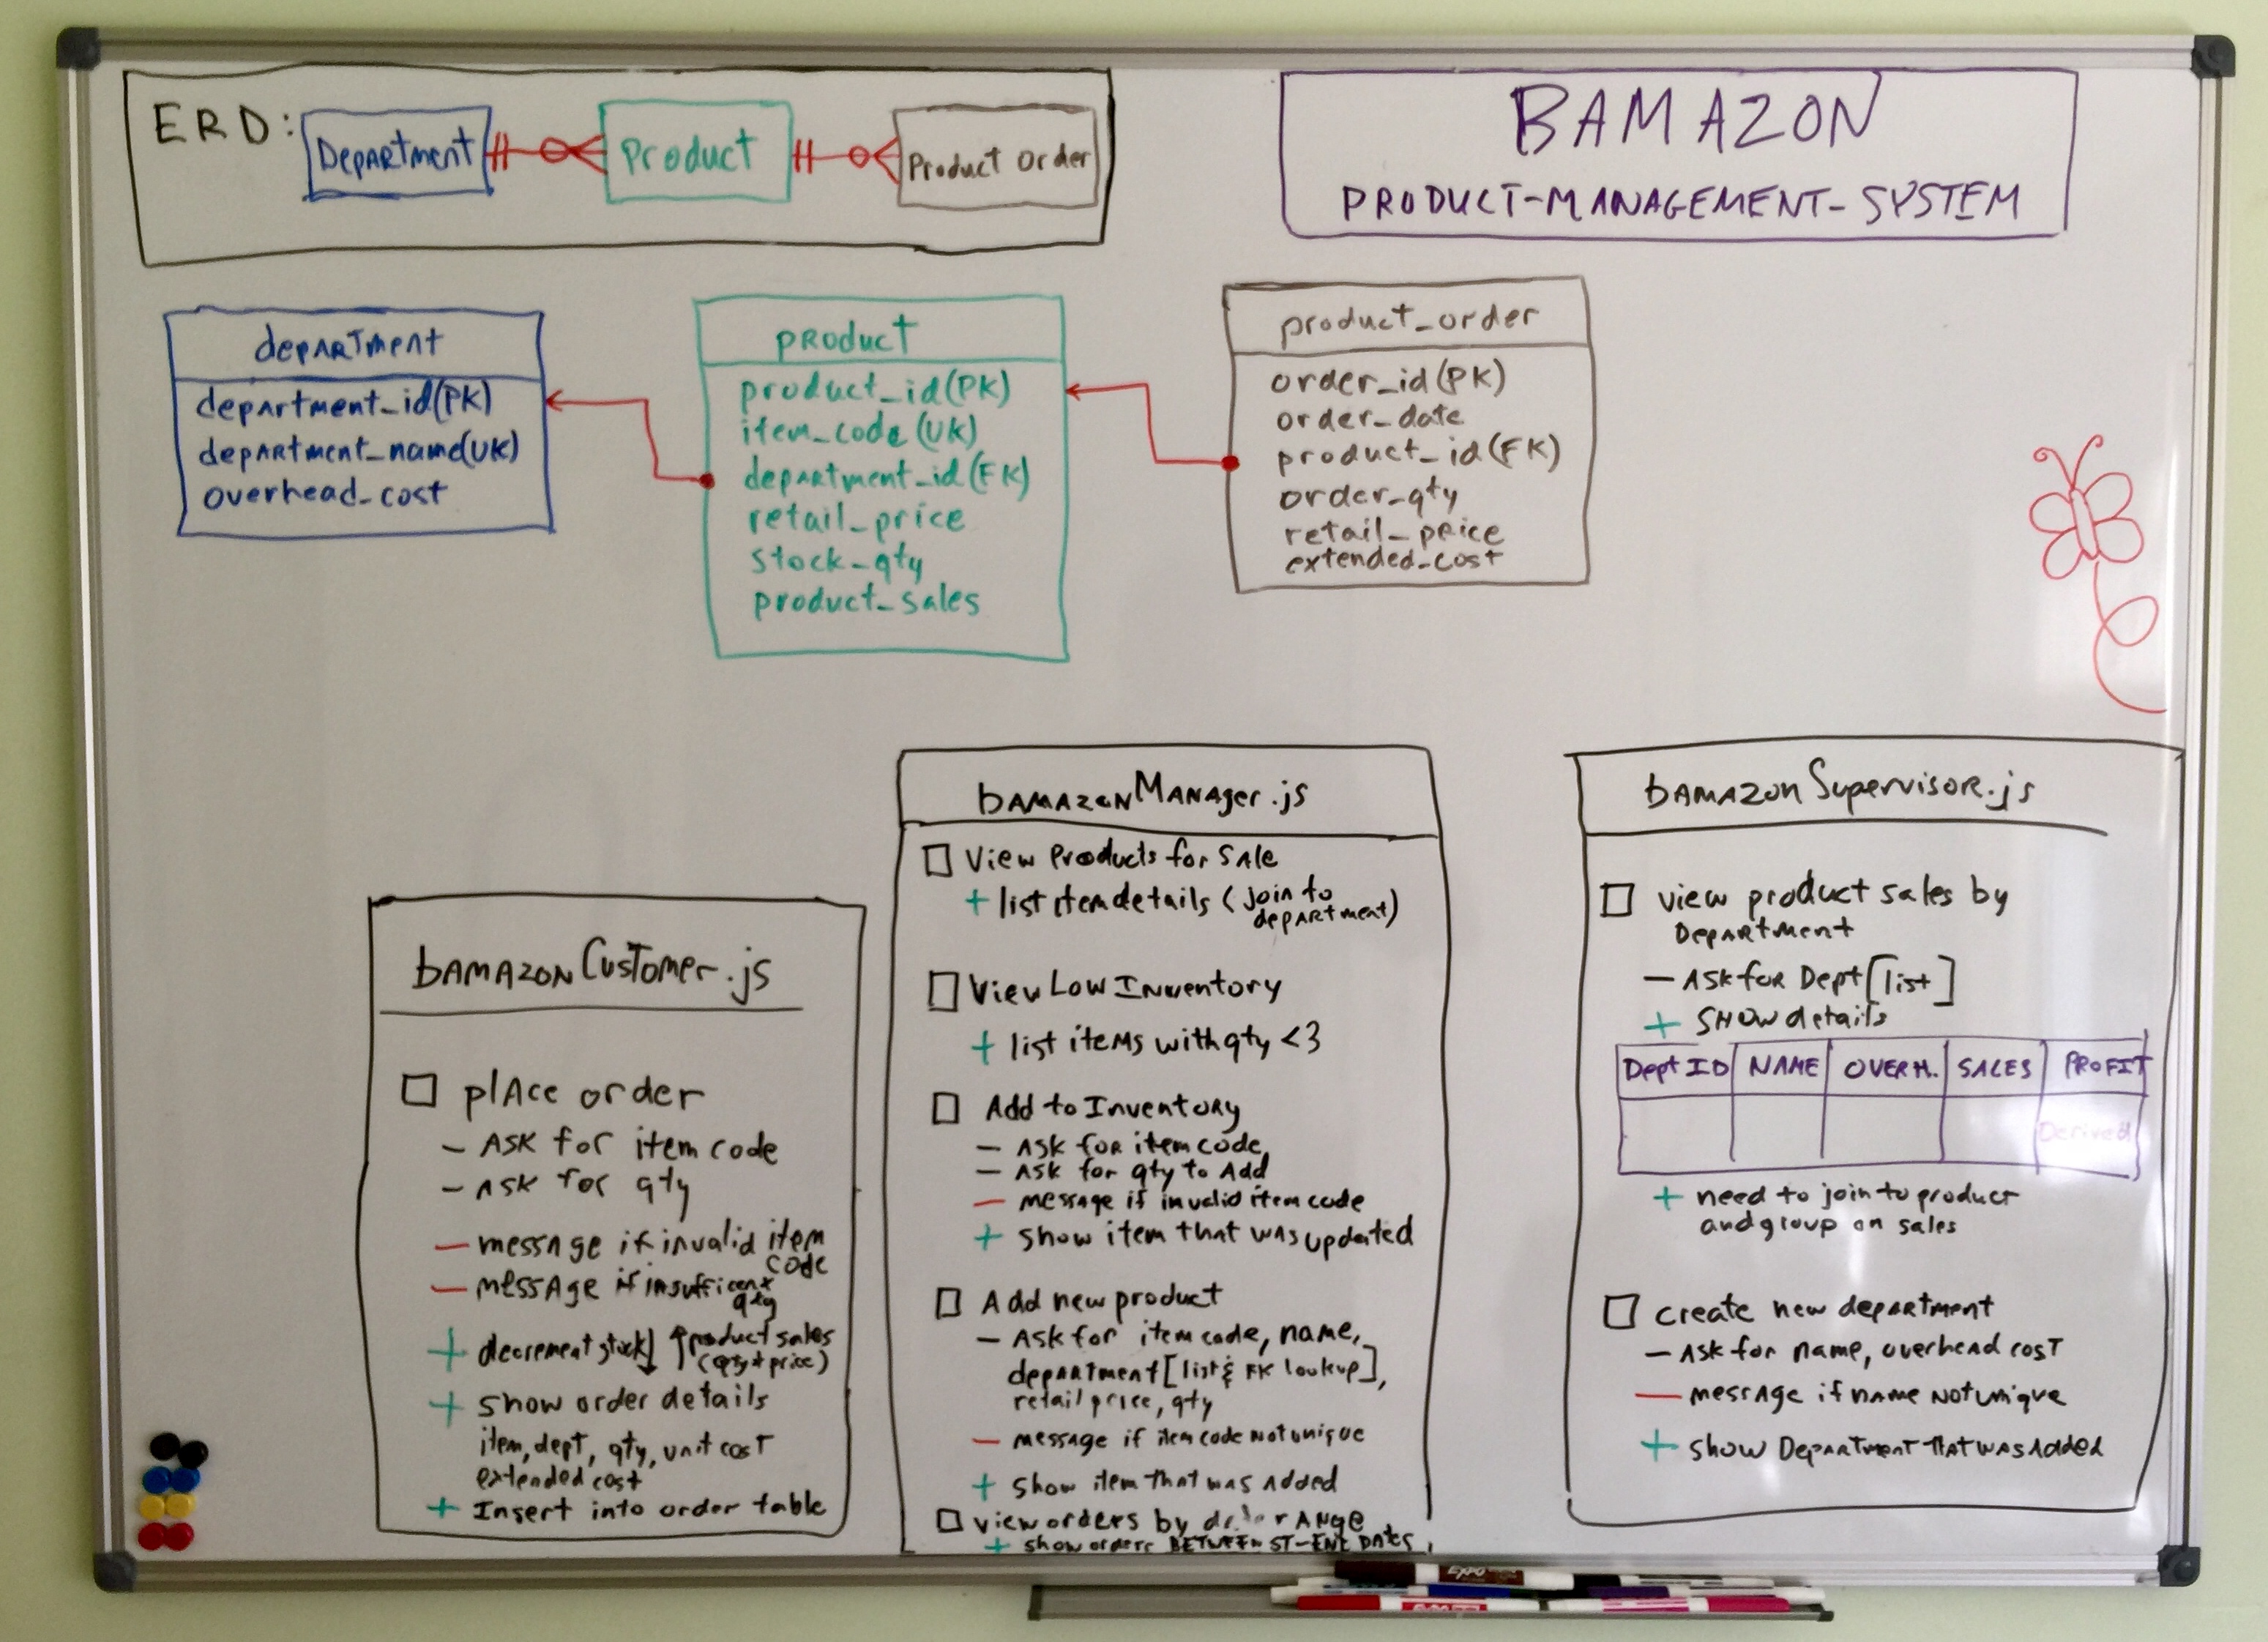 ERD:
Department
Product
Product Order
BAMAZON
PRODUCT-MANAGEMENT-SYSTEM
department
department_id(PK)
department_name(UK)
overhead_cost
product
product_id(PK)
item_code(UK)
department_id(FK)
retail_price
stock_qty
product_sales
product_order
order_id(PK)
order_date
product_id(FK)
order_qty
retail_price
extended_cost
bamazonCustomer.js
□ place order
- Ask for item code
- Ask for qty
- message if invalid item
code
- message if insufficent
qty
+ decrement stock↓ ↑product sales
(qty * price)
+ show order details
item, dept, qty, unit cost
extended cost
+ Insert into order table
bamazonManager.js
□ View Products for Sale
+ list item details (join to
department)
□ View Low Inventory
+ list items with qty <3
□ Add to Inventory
- Ask for item code
- Ask for qty to Add
- message if invalid item code
+ show item that was updated
□ Add new product
- Ask for item code, name,
department[list & FK lookup],
retail price, qty
- message if item code not unique
+ show item that was added
□ view orders by range
+ show orders BETWEEN ST-END Dates
bamazonSupervisor.js
□ view product sales by
Department
- Ask for Dept [list]
+ SHOW details
Dept ID NAME OVERH. SALES PROFIT
Derived
+ need to join to product
and group on sales
□ create new department
- Ask for name, overhead cost
- message if name not unique
+ show Department that was added
EXPO